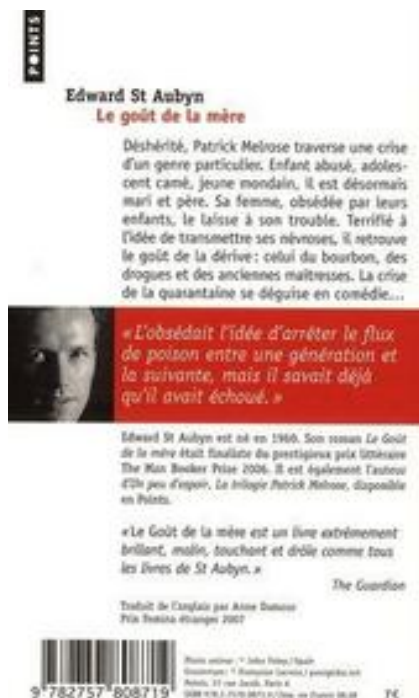 POINTS
Edward St Aubyn
Le goût de la mère
Déshérité, Patrick Melrose traverse une crise
d'un genre particulier. Enfant abusé, adoles-
cent camé, jeune mondain, il est désormais
mari et père. Sa femme, obsédée par leurs
enfants, le laisse à son trouble. Terrifié à
l'idée de transmettre ses névroses, il retrouve
le goût de la dérive : celui du bourbon, des
drogues et des anciennes maîtresses. La crise
de la quarantaine se déguise en comédie...
« L'obsédait l'idée d'arrêter le flux
de poison entre une génération et
la suivante, mais il savait déjà
qu'il avait échoué. »
Edward St Aubyn est né en 1960. Son roman Le Goût
de la mère était finaliste du prestigieux prix littéraire
The Man Booker Prize 2006. Il est également l'auteur
d'Un peu d'espoir, La trilogie Patrick Melrose, disponible
en Points.
« Le Goût de la mère est un livre extrêmement
brillant, malin, touchant et drôle comme tous
les livres de St Aubyn. »
The Guardian
Traduit de l'anglais par Anne Damour
Prix Femina étranger 2007
9 782757 808719
7€